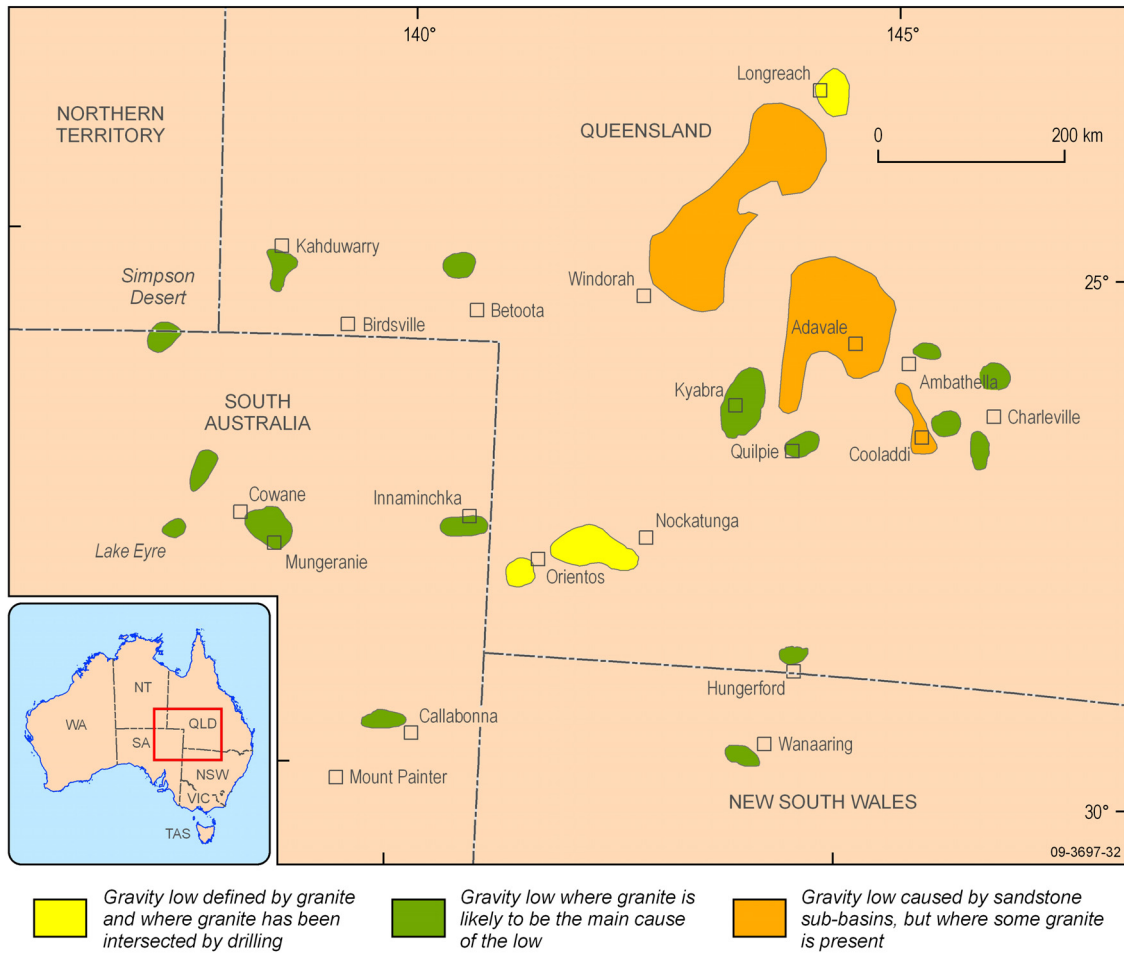 140°
145°
Longreach
NORTHERN
TERRITORY
QUEENSLAND
0
200 km
Kahduwarry
Simpson
Desert
Windorah
25°
Betoota
Birdsville
Adavale
Ambathella
Kyabra
SOUTH
AUSTRALIA
Charleville
Quilpie
Cooladdi
Cowane
Innaminchka
Nockatunga
Lake Eyre
Mungeranie
Orientos
Hungerford
Callabonna
Wanaaring
Mount Painter
NEW SOUTH WALES
30°
09-3697-32
NT
WA
QLD
SA
NSW
VIC
TAS
Gravity low defined by granite
and where granite has been
intersected by drilling
Gravity low where granite is
likely to be the main cause
of the low
Gravity low caused by sandstone
sub-basins, but where some granite
is present